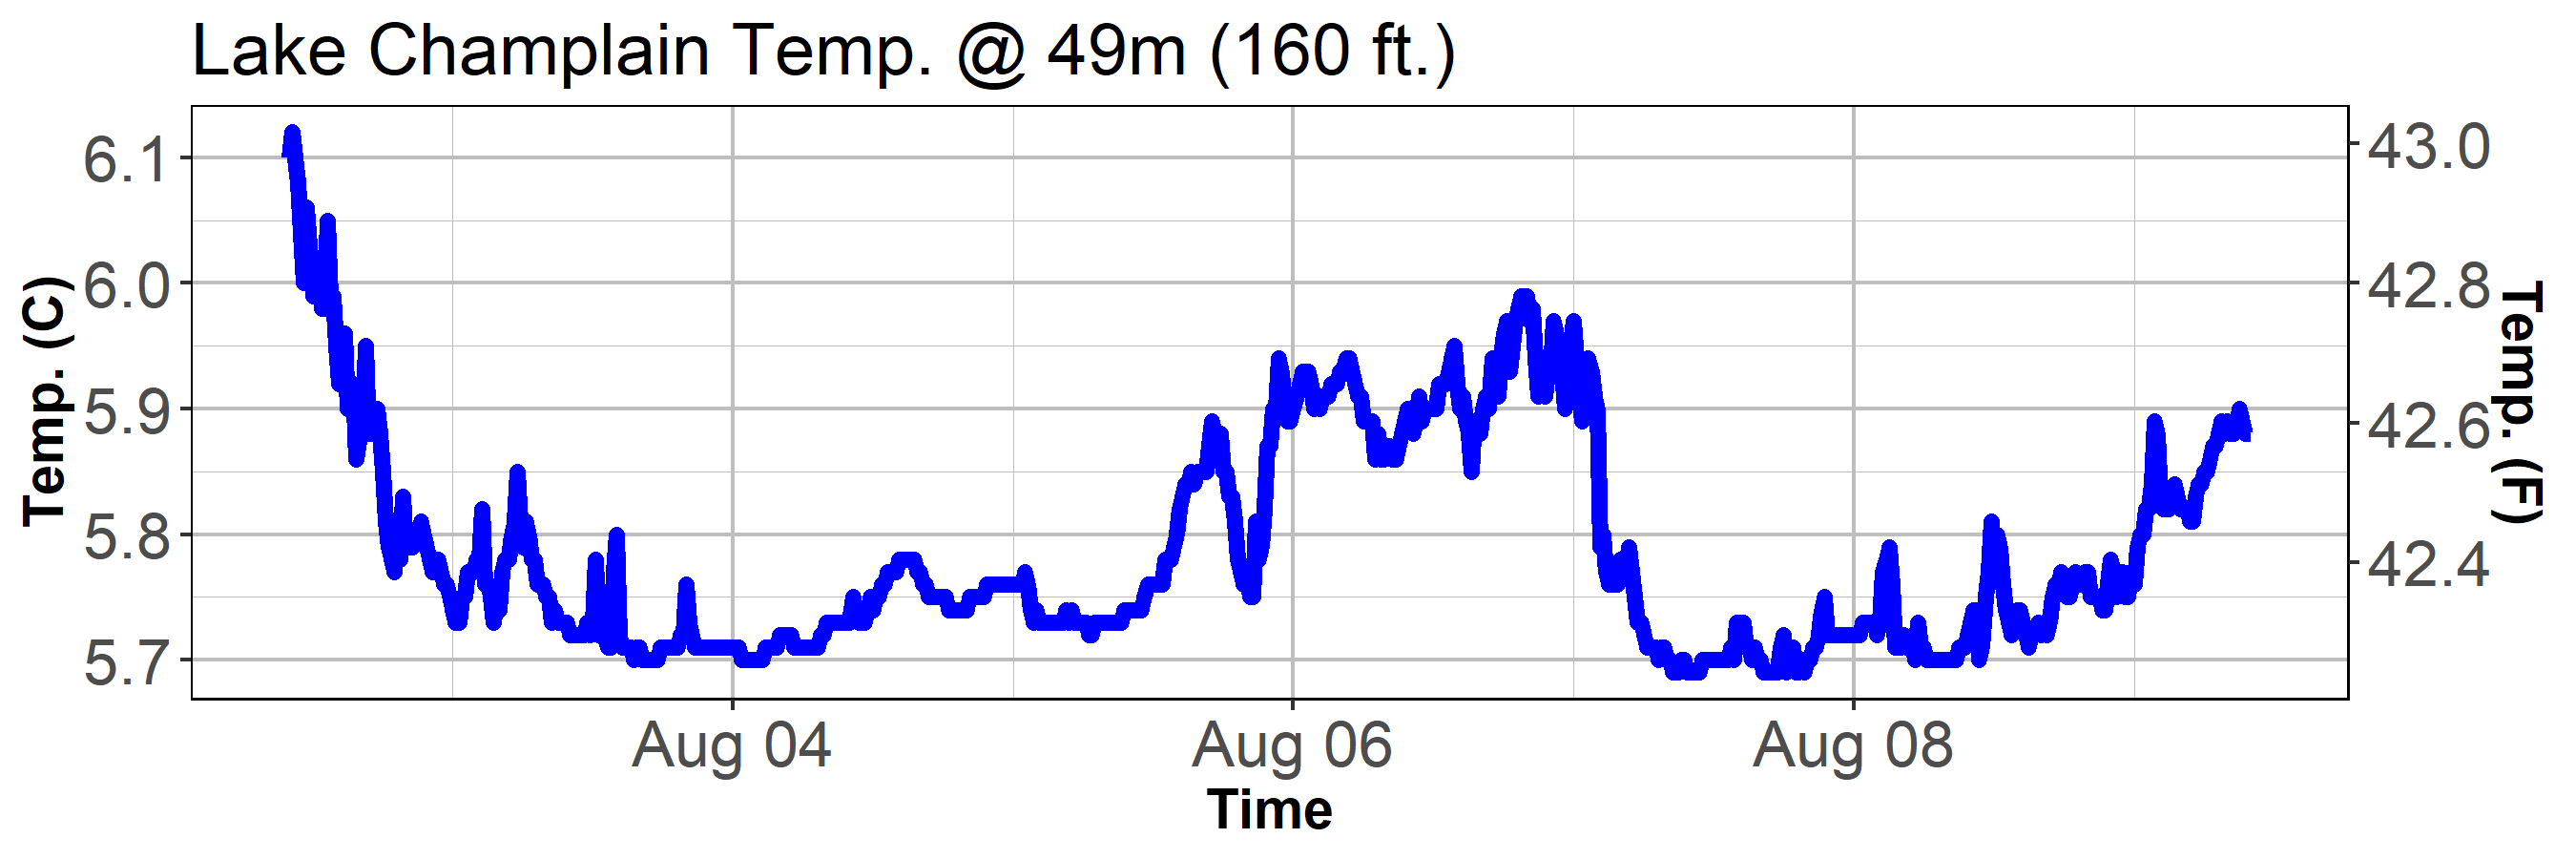 Lake Champlain Temp. @ 49m (160 ft.)
Temp. (C)
6.1
6.0
5.9
5.8
5.7
43.0
42.8
42.6
42.4
Temp. (F)
Aug 04 Aug 06 Aug 08
Time